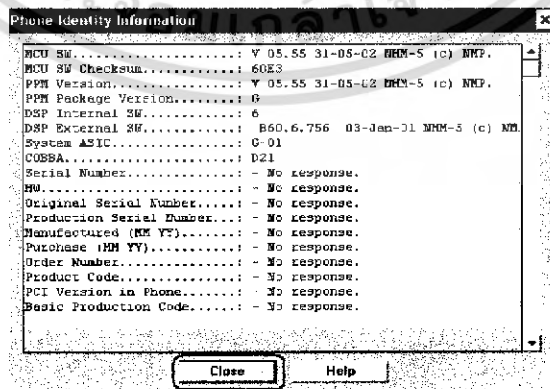 Phone Identity Information
MCU SW......................: V 05.55 31-05-02 NHM-5 (c) NMP.
MCU SW Checksum.............: 60E3
PPM Version.................: V 05.55 31-05-02 NHM-5 (c) NMP.
PPM Package Version.........: G
DSP Internal SW.............: 6
DSP External SW.............: B60.6.756 03-Jan-01 NHM-5 (c) NM
System ASIC.................: G-01
COBBA.......................: D21
Serial Number...............: - No response.
HW..........................: - No response.
Original Serial Number......: - No response.
Production Serial Number....: - No response.
Manufactured (MM YY)........: - No response.
Purchase (MM YY)............: - No response.
Order Number................: - No response.
Product Code................: - No response.
PCI Version in Phone........: - No response.
Basic Production Code.......: - No response.
Close Help